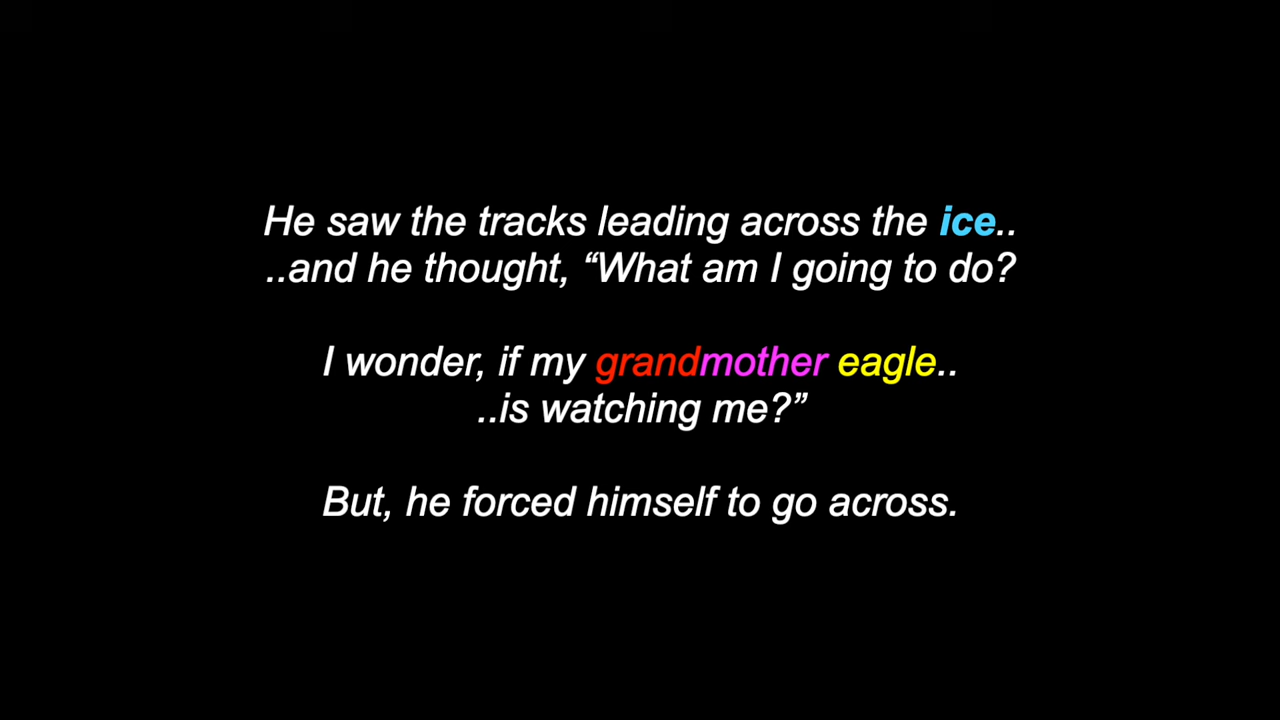 He saw the tracks leading across the ice..
..and he thought, “What am I going to do?
I wonder, if my grandmother eagle..
..is watching me?”
But, he forced himself to go across.